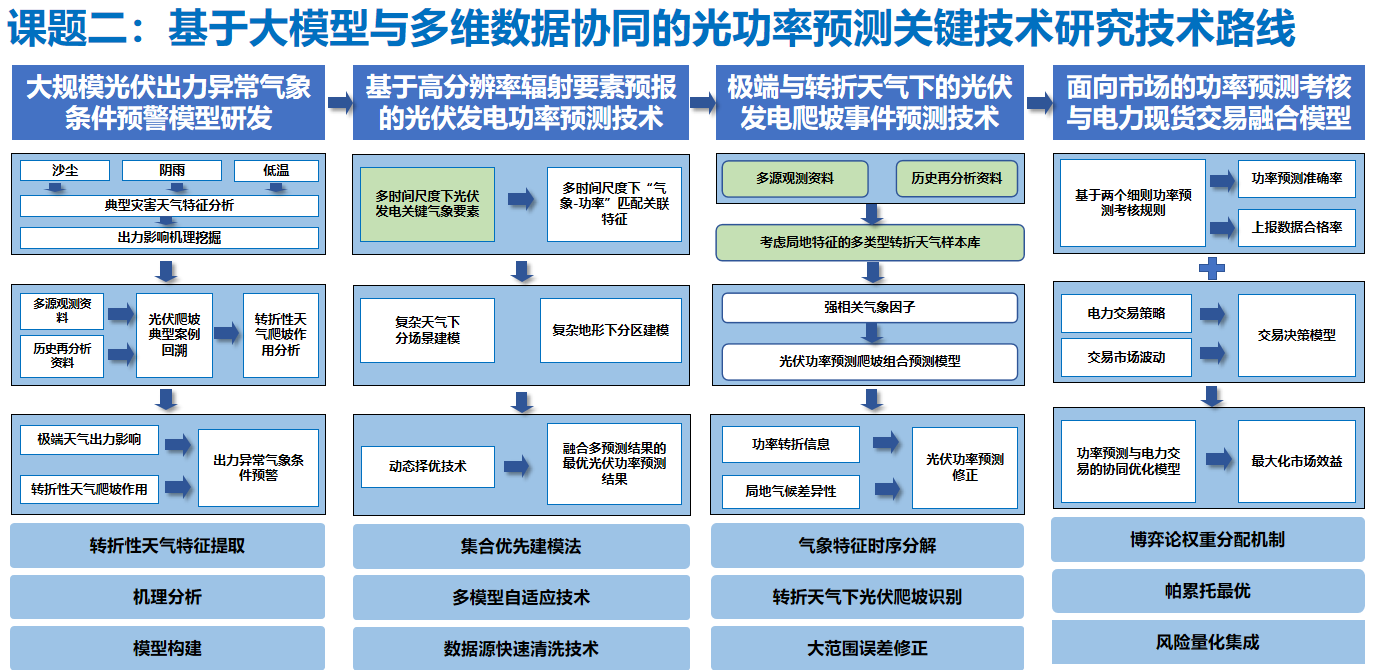 课题二：基于大模型与多维数据协同的光功率预测关键技术研究技术路线
大规模光伏出力异常气象
条件预警模型研发
沙尘
阴雨
低温
典型灾害天气特征分析
出力影响机理挖掘
多源观测资
料
历史再分析
资料
光伏爬坡
典型案例
回溯
转折性天
气爬坡作
用分析
极端天气出力影响
转折性天气爬坡作用
出力异常气象条
件预警
转折性天气特征提取
机理分析
模型构建
基于高分辨率辐射要素预报
的光伏发电功率预测技术
多时间尺度下光伏
发电关键气象要素
多时间尺度下“气
象-功率”匹配关联
特征
复杂天气下
分场景建模
复杂地形下分区建模
动态择优技术
融合多预测结果的
最优光伏功率预测
结果
集合优先建模法
多模型自适应技术
数据源快速清洗技术
极端与转折天气下的光伏
发电爬坡事件预测技术
多源观测资料
历史再分析资料
考虑局地特征的多类型转折天气样本库
强相关气象因子
光伏功率预测爬坡组合预测模型
功率转折信息
局地气候差异性
光伏功率预测
修正
气象特征时序分解
转折天气下光伏爬坡识别
大范围误差修正
面向市场的功率预测考核
与电力现货交易融合模型
基于两个细则功率预
测考核规则
功率预测准确率
上报数据合格率
电力交易策略
交易市场波动
交易决策模型
功率预测与电力交
易的协同优化模型
最大化市场效益
博弈论权重分配机制
帕累托最优
风险量化集成